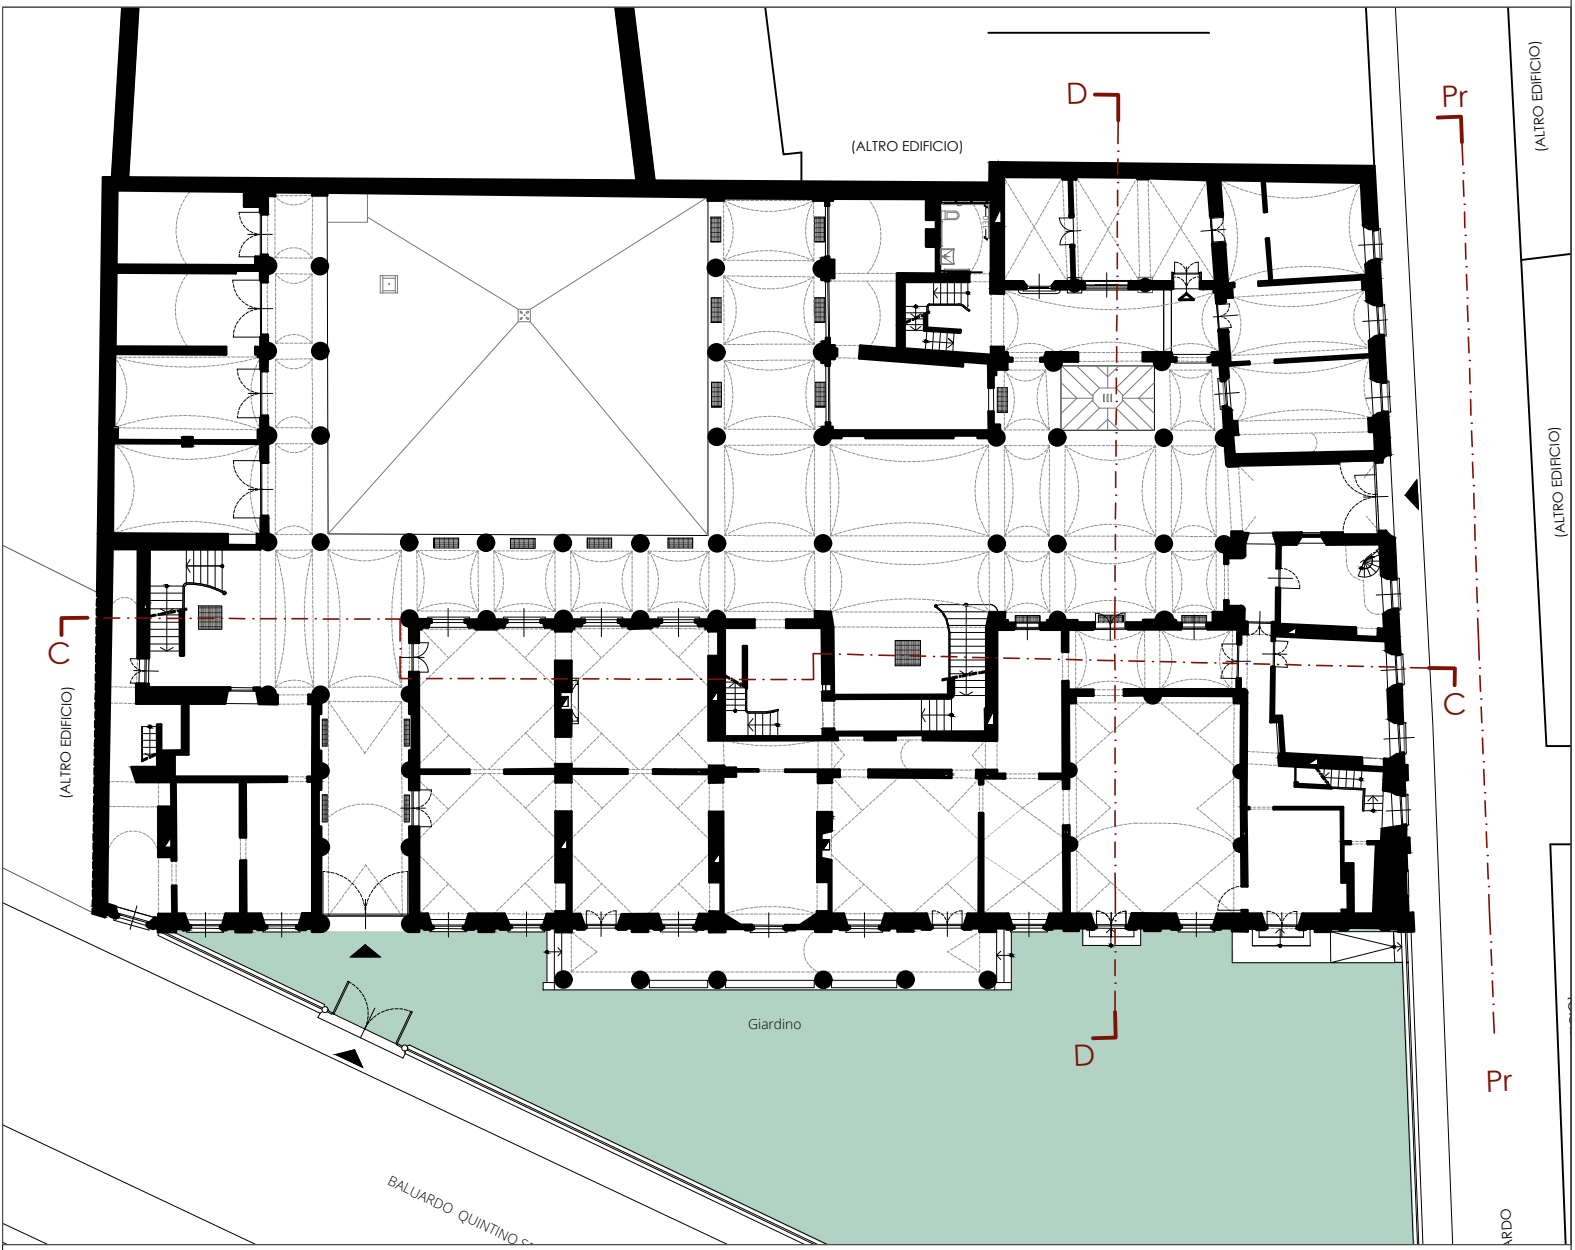 D
Pr
(ALTRO EDIFICIO)
(ALTRO EDIFICIO)
C
(ALTRO EDIFICIO)
C
(ALTRO EDIFICIO)
Giardino
D
Pr
BALUARDO QUINTINO